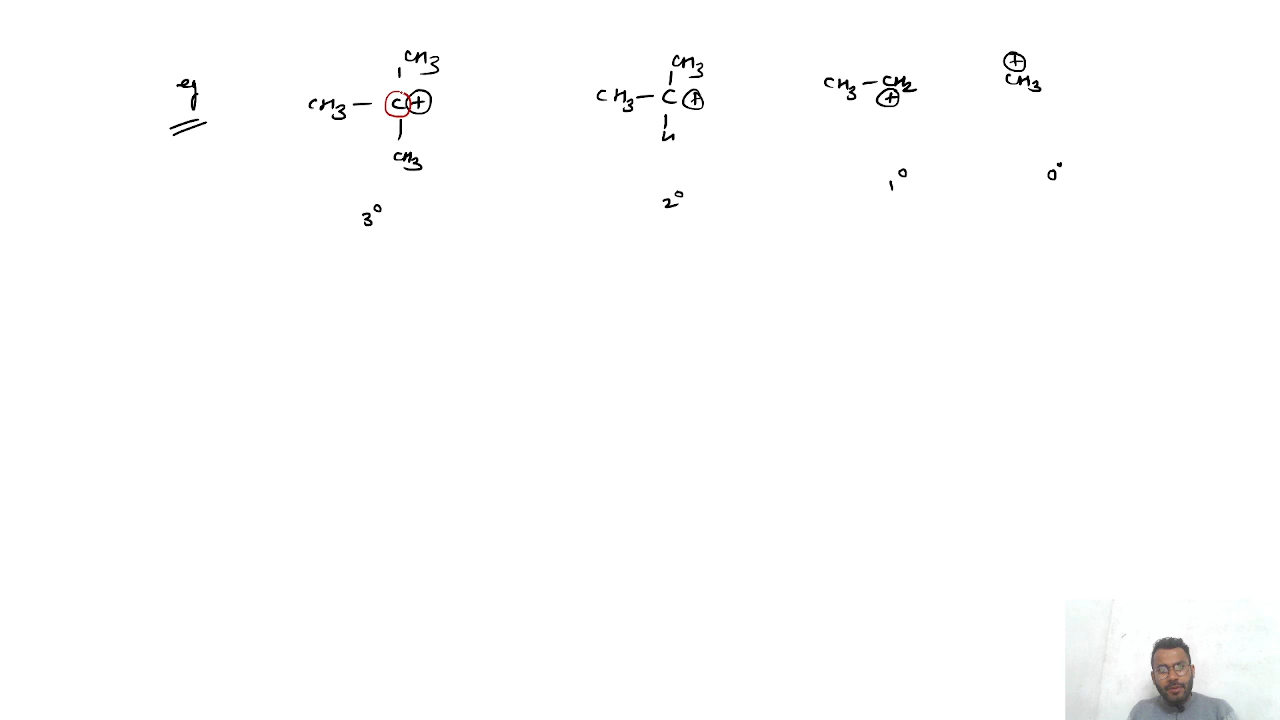 eg
CH3
CH3 – C ⊕
CH3
3°
CH3
CH3 – C ⊕
H
2°
CH3 – CH2
⊕
1°
⊕
CH3
0°